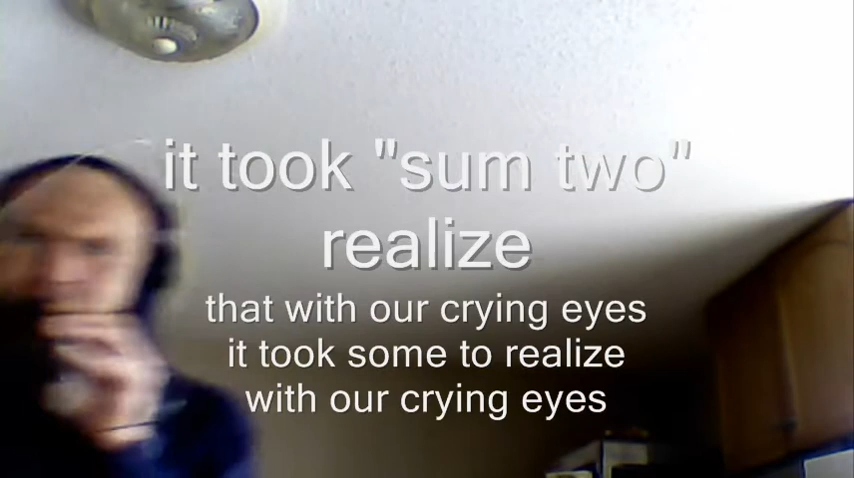 it took "sum two"
realize
that with our crying eyes
it took some to realize
with our crying eyes